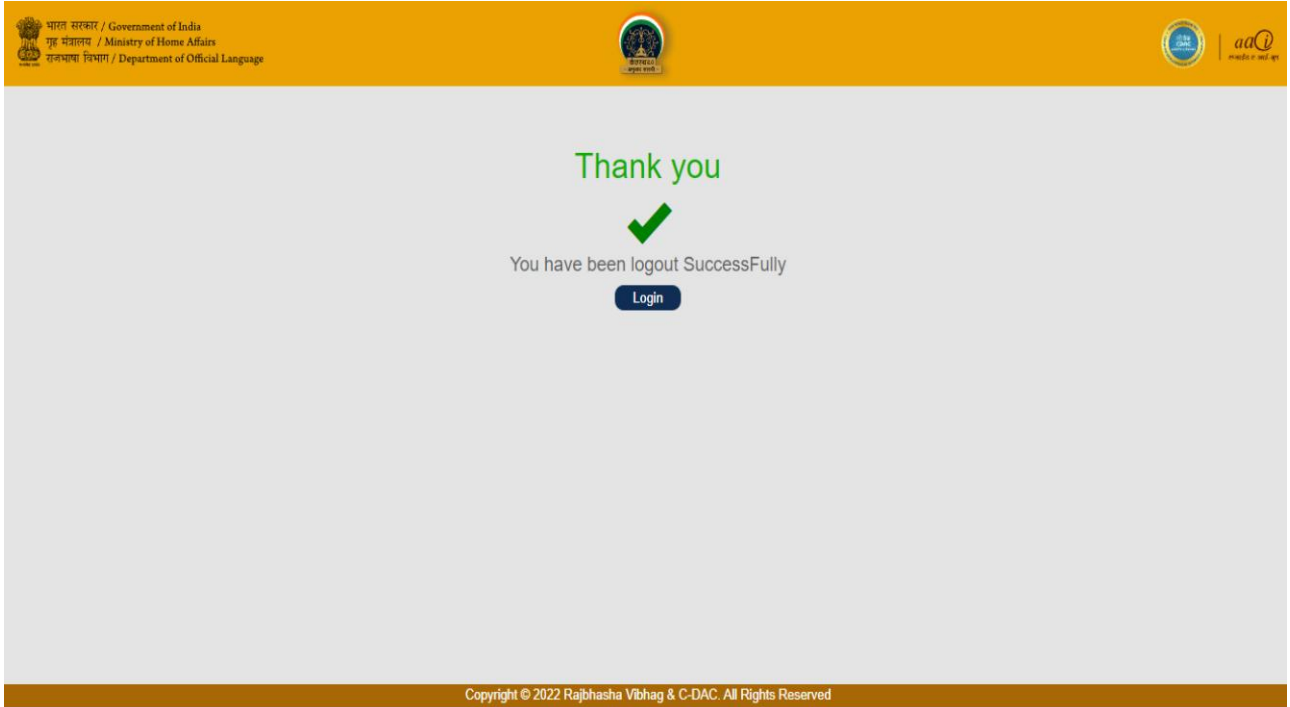 भारत सरकार / Government of India
गृह मंत्रालय / Ministry of Home Affairs
राजभाषा विभाग / Department of Official Language
aai
Thank you
You have been logout SuccessFully
Login
Copyright © 2022 Rajbhasha Vibhag & C-DAC. All Rights Reserved